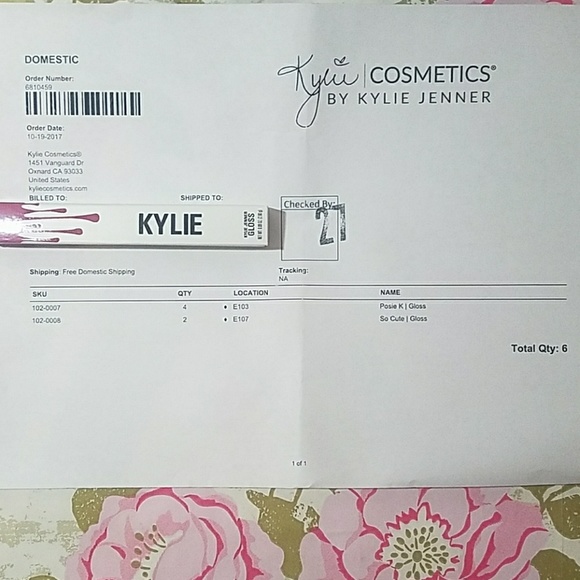 DOMESTIC
Order Number:
6810459
Order Date:
10-19-2017
Kylie Cosmetics®
1451 Vanguard Dr
Oxnard CA 93033
United States
kyliecosmetics.com
Kylie | COSMETICS®
BY KYLIE JENNER
BILLED TO:
SHIPPED TO:
KYLIE
KYLIE JENNER
GLOSS
Checked By:
27
Shipping: Free Domestic Shipping
Tracking:
NA
SKU QTY LOCATION NAME
102-0007 4 • E103 Posie K | Gloss
102-0008 2 • E107 So Cute | Gloss
Total Qty: 6
1 of 1